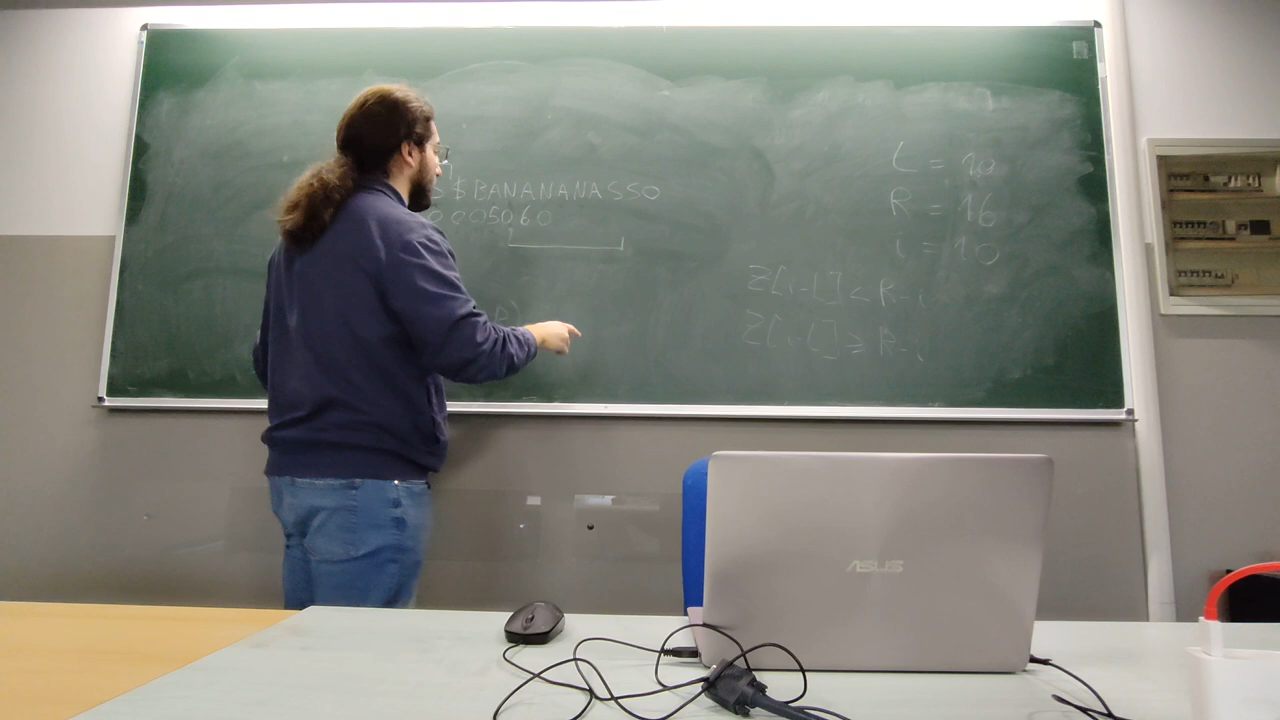 $BANANANASSO
0005060
L = 10
R = 16
i = 10
Z[i-L] < R-i
Z[i-L] ≥ R-i
ASUS